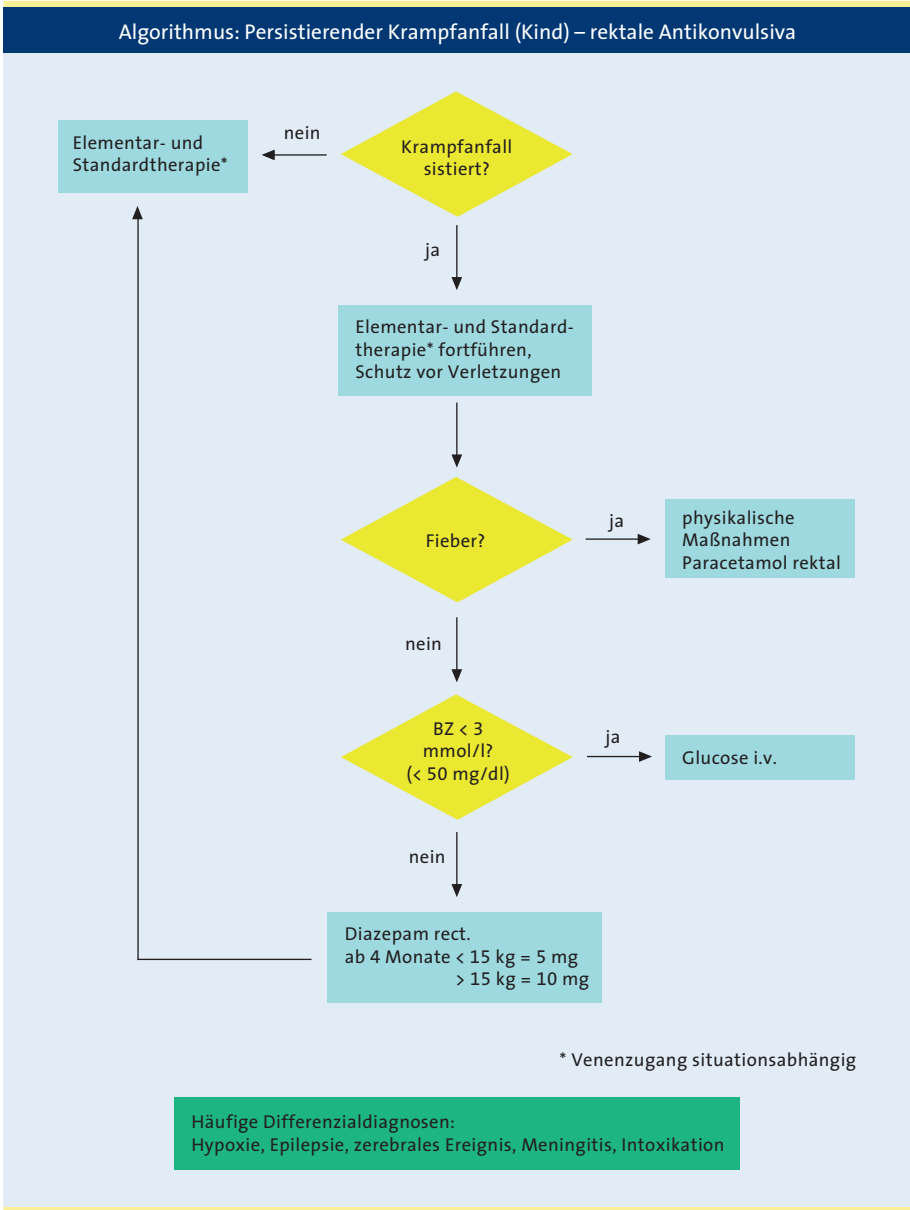 Algorithmus: Persistierender Krampfanfall (Kind) – rektale Antikonvulsiva
Krampfanfall
sistiert?
nein
Elementar- und
Standardtherapie*
ja
Elementar- und Standard-
therapie* fortführen,
Schutz vor Verletzungen
Fieber?
ja
physikalische
Maßnahmen
Paracetamol rektal
nein
BZ < 3
mmol/l?
(< 50 mg/dl)
ja
Glucose i.v.
nein
Diazepam rect.
ab 4 Monate < 15 kg = 5 mg
> 15 kg = 10 mg
* Venenzugang situationsabhängig
Häufige Differenzialdiagnosen:
Hypoxie, Epilepsie, zerebrales Ereignis, Meningitis, Intoxikation